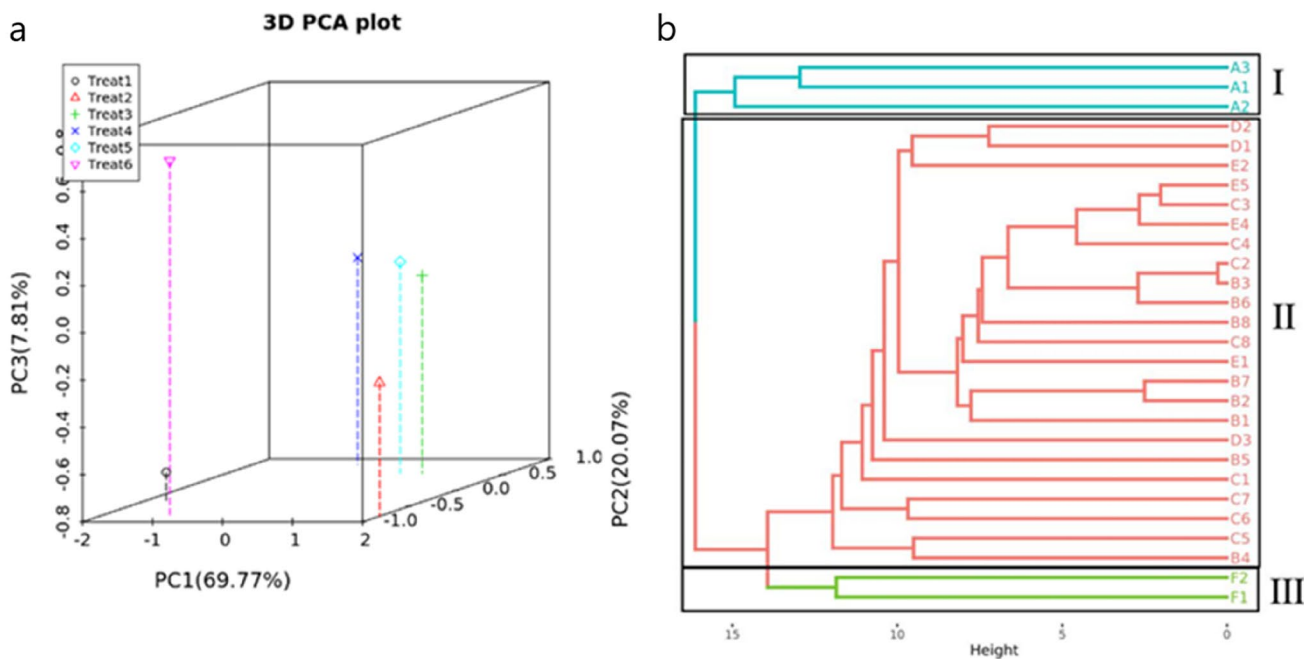 a
3D PCA plot
Treat1
Treat2
Treat3
Treat4
Treat5
Treat6
0.4
0.2
0.0
-0.2
-0.4
-0.6
-0.8
PC3(7.81%)
-2
-1
0
1
2
PC1(69.77%)
-1.0
-0.5
0.0
0.5
1.0
PC2(20.07%)
b
A3
A1
A2
D2
D1
E2
E5
C3
E4
C4
C2
B3
B6
B8
C8
E1
B7
B2
B1
D3
B5
C1
C7
C6
C5
B4
F2
F1
I
II
III
15
10
5
0
Height